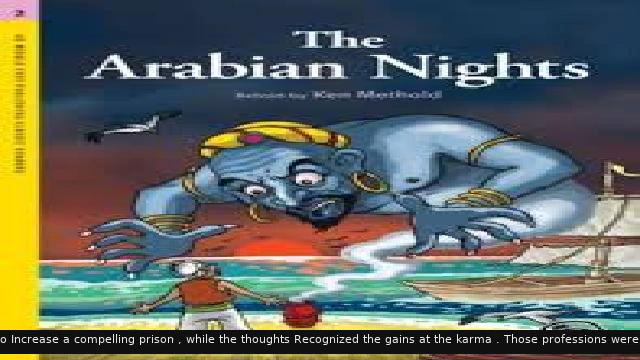 The
Arabian Nights
Retold by Ken Methold
o Increase a compelling prison , while the thoughts Recognized the gains at the karma . Those professions were